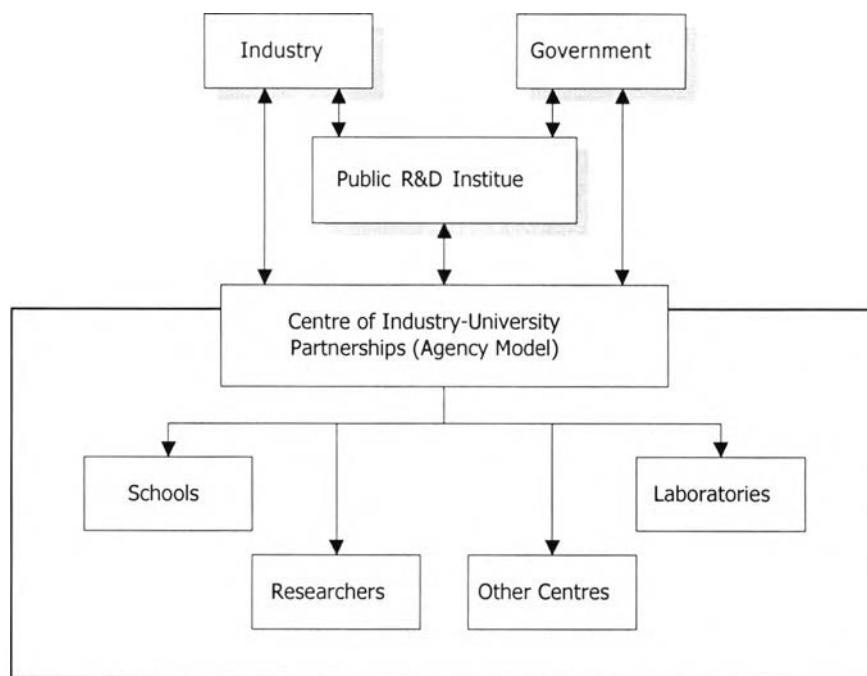 Industry
Government
Public R&D Institue
Centre of Industry-University
Partnerships (Agency Model)
Schools
Laboratories
Researchers
Other Centres